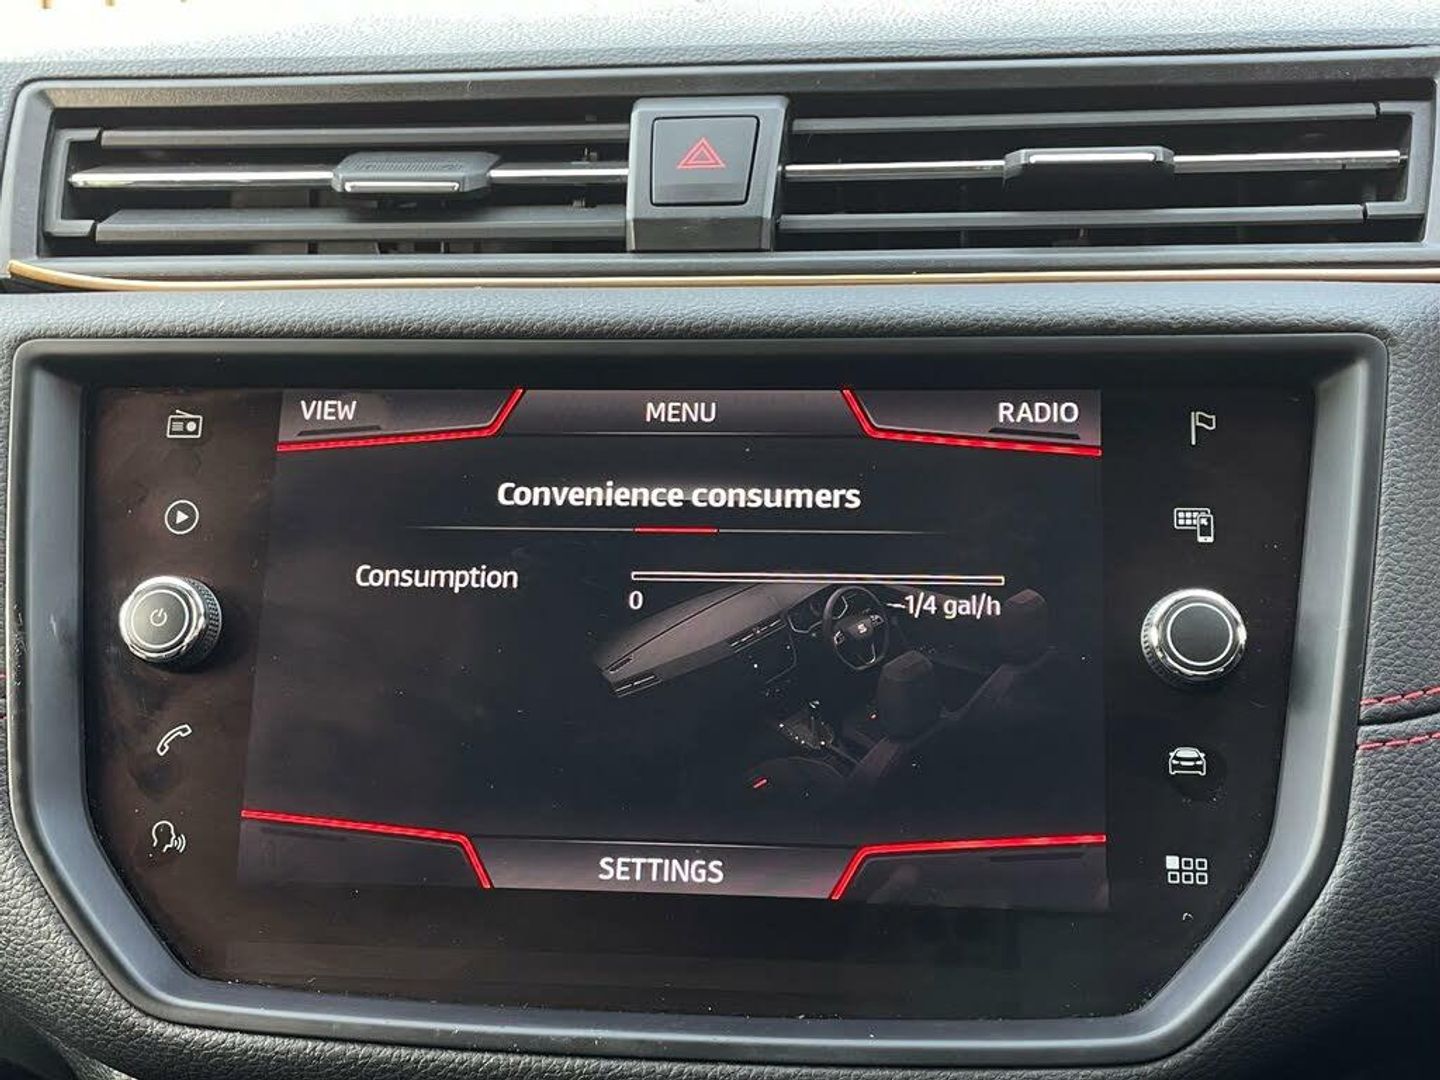 VIEW MENU RADIO
Convenience consumers
Consumption
0 1/4 gal/h
SETTINGS